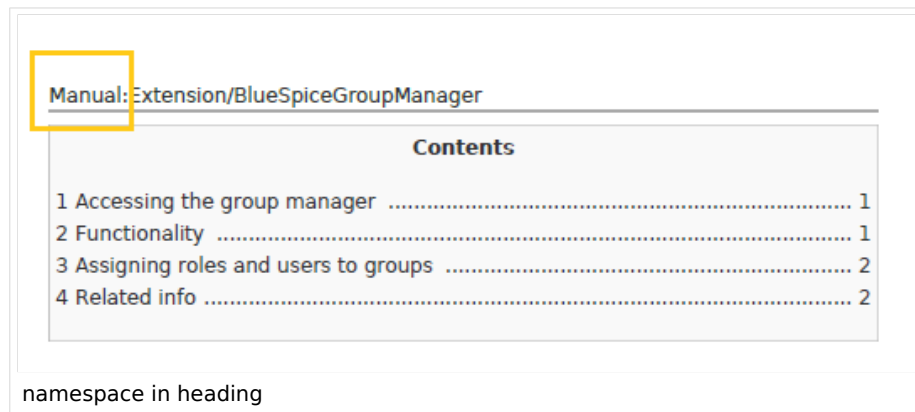 Manual:Extension/BlueSpiceGroupManager
Contents
1 Accessing the group manager ........................................................................................ 1
2 Functionality ........................................................................................................................ 1
3 Assigning roles and users to groups .............................................................................. 2
4 Related info .......................................................................................................................... 2
namespace in heading